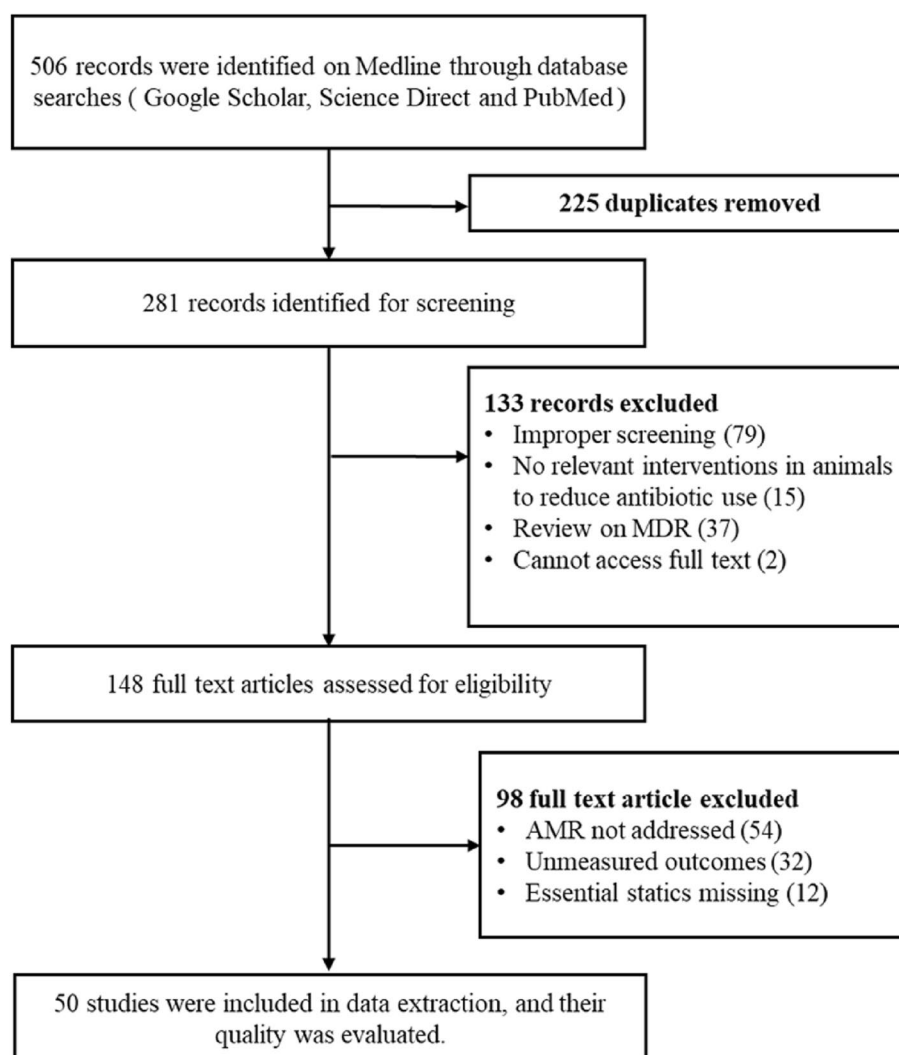 506 records were identified on Medline through database
searches ( Google Scholar, Science Direct and PubMed )
225 duplicates removed
281 records identified for screening
133 records excluded
• Improper screening (79)
• No relevant interventions in animals
to reduce antibiotic use (15)
• Review on MDR (37)
• Cannot access full text (2)
148 full text articles assessed for eligibility
98 full text article excluded
• AMR not addressed (54)
• Unmeasured outcomes (32)
• Essential statics missing (12)
50 studies were included in data extraction, and their
quality was evaluated.